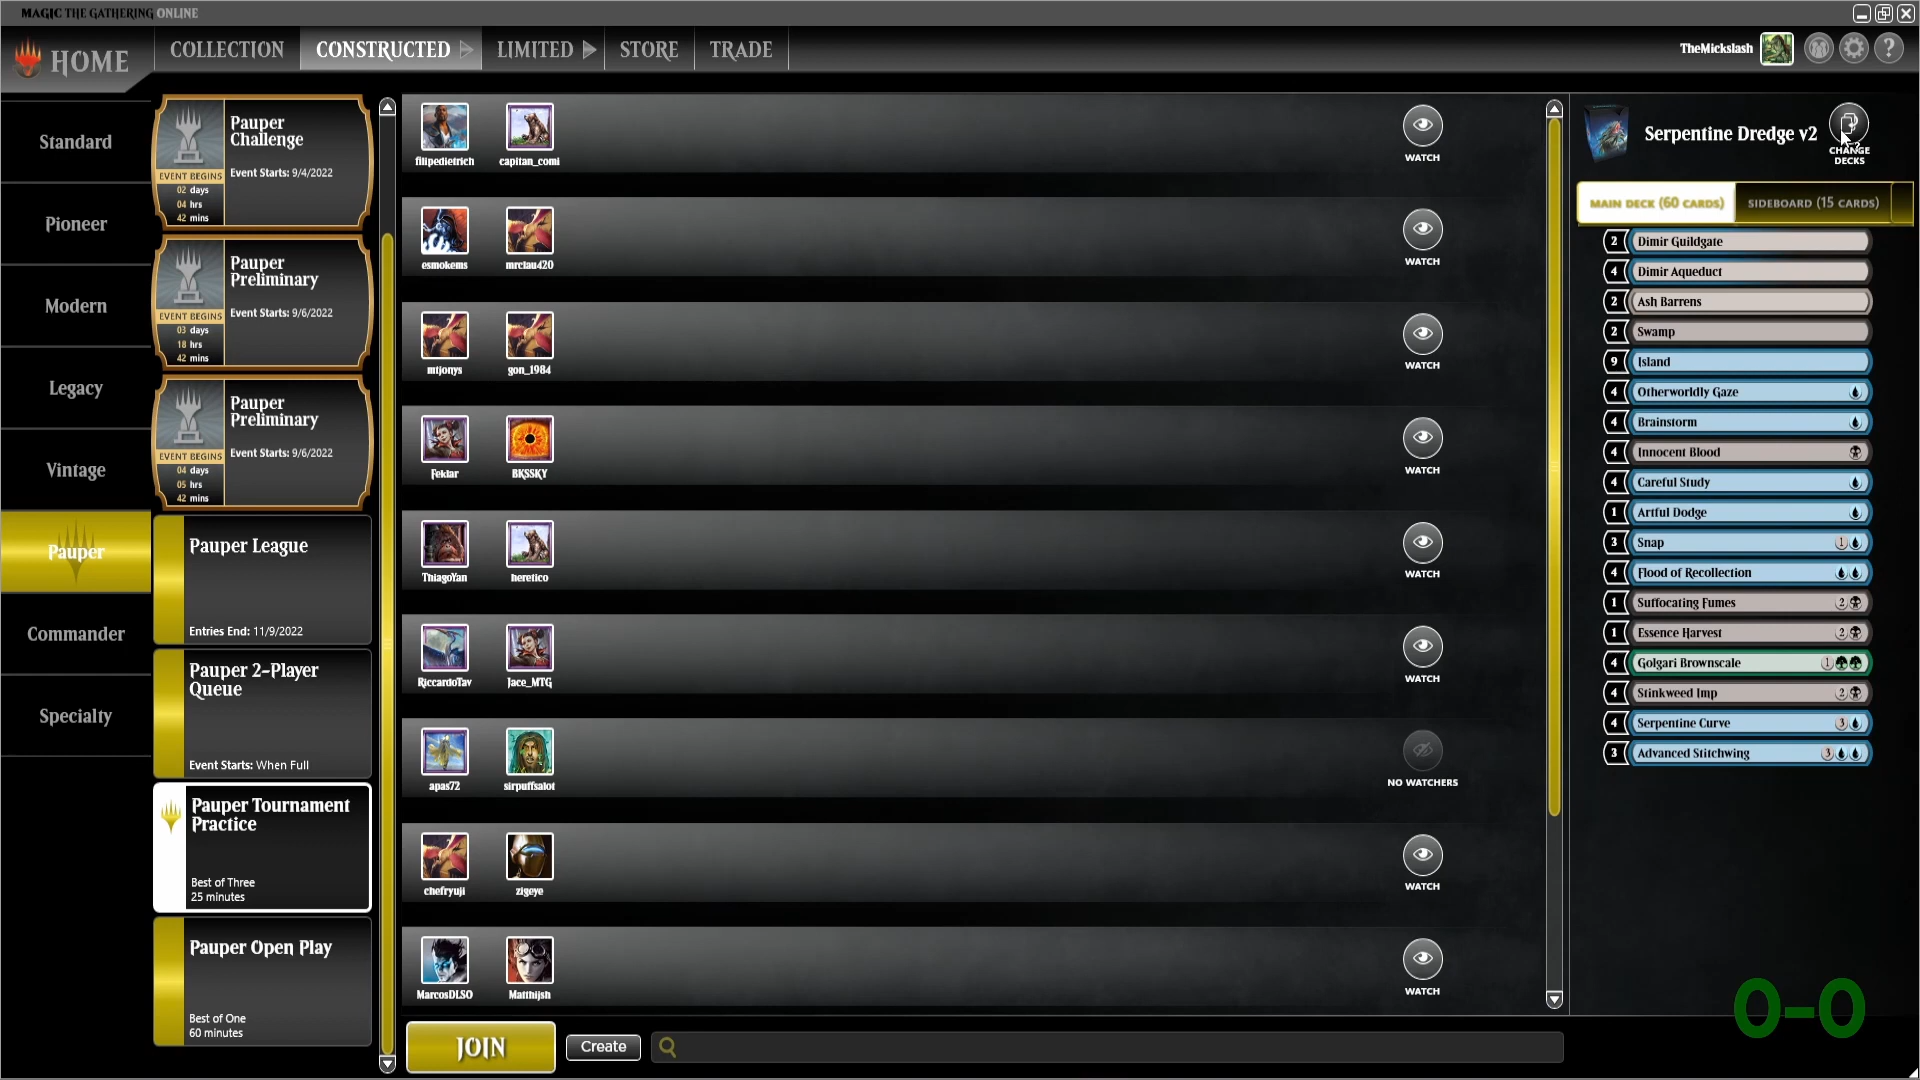 MAGIC THE GATHERING ONLINE
HOME
COLLECTION
CONSTRUCTED
LIMITED
STORE
TRADE
TheMickslash
?
Standard
Pioneer
Modern
Legacy
Vintage
Pauper
Commander
Specialty
Pauper
Challenge
Event Starts: 9/4/2022
EVENT BEGINS
02 days
04 hrs
42 mins
Pauper
Preliminary
Event Starts: 9/6/2022
EVENT BEGINS
03 days
18 hrs
42 mins
Pauper
Preliminary
Event Starts: 9/6/2022
EVENT BEGINS
04 days
05 hrs
42 mins
Pauper League
Entries End: 11/9/2022
Pauper 2-Player
Queue
Event Starts: When Full
Pauper Tournament
Practice
Best of Three
25 minutes
Pauper Open Play
Best of One
60 minutes
filipedietrich
capitan_comi
WATCH
esmokems
mrclau420
WATCH
mtjonys
gon_1984
WATCH
Fektar
BKSSKY
WATCH
ThiagoYan
heretico
WATCH
RiccardoTav
Jace_MTG
WATCH
apas72
sirpuffsalot
NO WATCHERS
chefryuji
zigeye
WATCH
MarcosDLSO
Matthijsh
WATCH
JOIN
Create
Serpentine Dredge v2
CHANGE
DECKS
MAIN DECK (60 CARDS)
SIDEBOARD (15 CARDS)
2 Dimir Guildgate
4 Dimir Aqueduct
2 Ash Barrens
2 Swamp
9 Island
4 Otherworldly Gaze
4 Brainstorm
4 Innocent Blood
4 Careful Study
1 Artful Dodge
3 Snap 1
4 Flood of Recollection
1 Suffocating Fumes 2
1 Essence Harvest 2
4 Golgari Brownscale 1
4 Stinkweed Imp 2
4 Serpentine Curve 3
3 Advanced Stitchwing 3
0-0